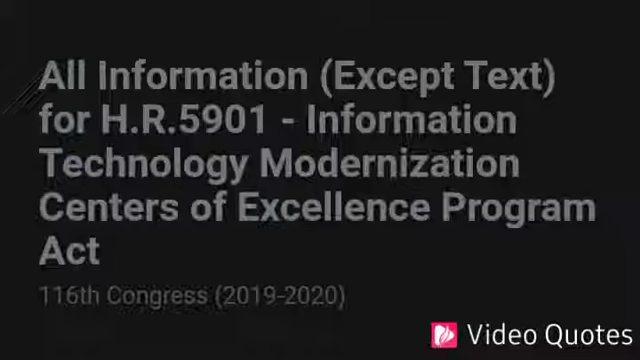 All Information (Except Text)
for H.R.5901 - Information
Technology Modernization
Centers of Excellence Program
Act
116th Congress (2019-2020)
Video Quotes